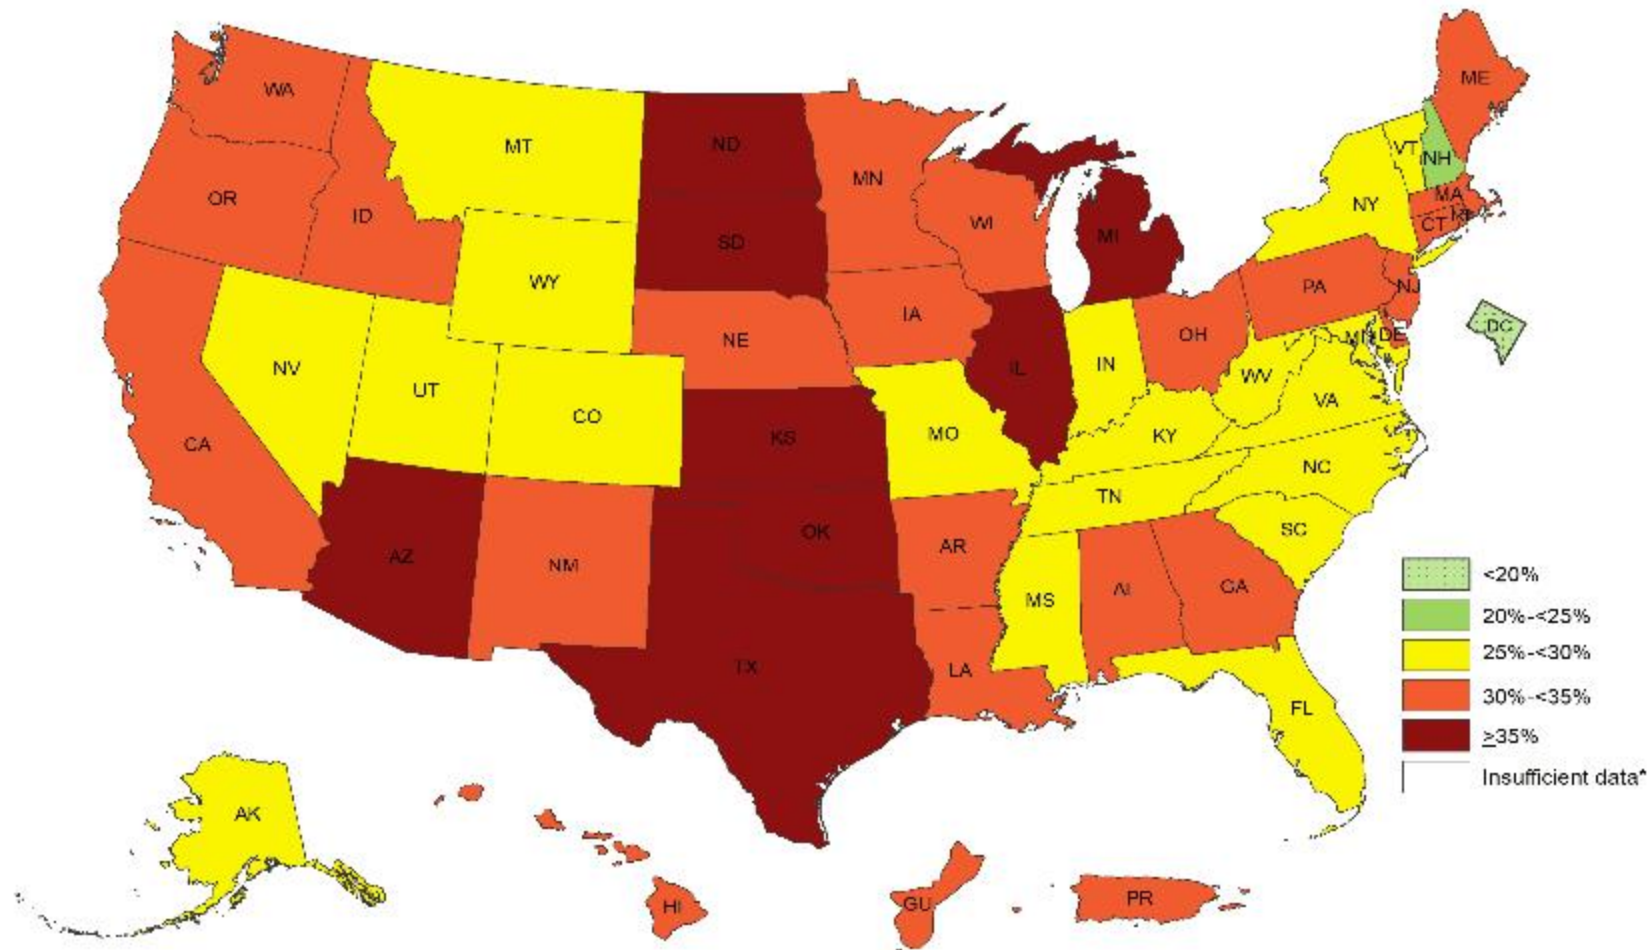 WA
ME
MT
ND
VT
NH
MN
OR
ID
WI
MA
NY
RI
CT
SD
MI
WY
PA
NJ
IA
DC
NE
OH
DE
NV
UT
IL
IN
WV
CO
VA
CA
KS
MO
KY
NC
TN
OK
SC
AZ
AR
NM
MS
GA
TX
LA
FL
AK
HI
GU
PR
<20%
20%-<25%
25%-<30%
30%-<35%
≥35%
Insufficient data*